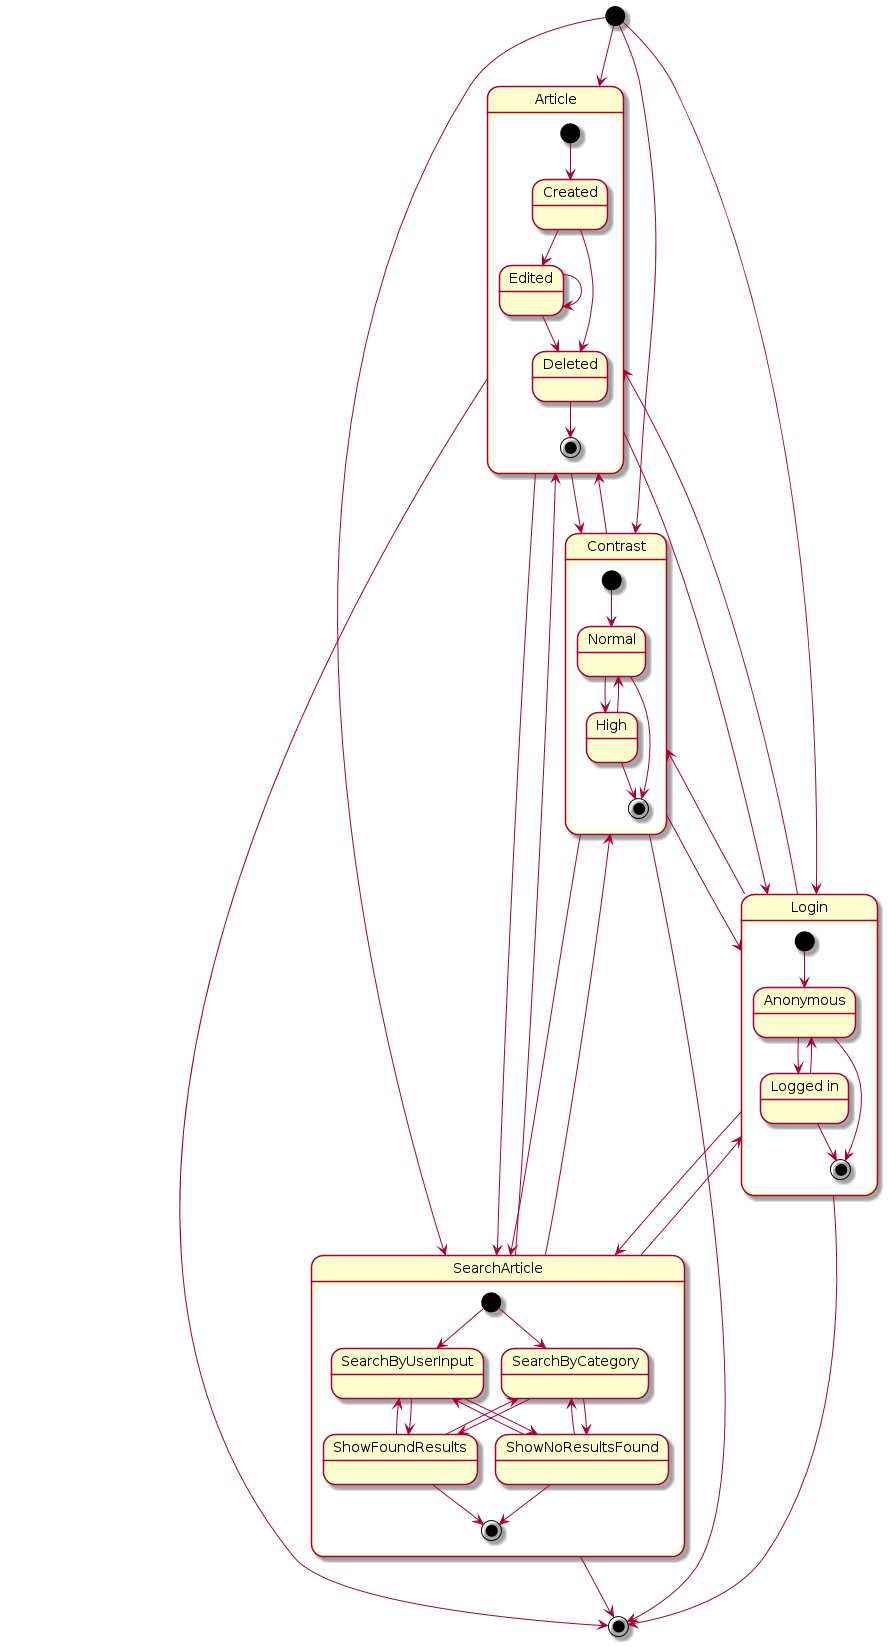 Article
Created
Edited
Deleted
Contrast
Normal
High
Login
Anonymous
Logged in
SearchArticle
SearchByUserInput
SearchByCategory
ShowFoundResults
ShowNoResultsFound